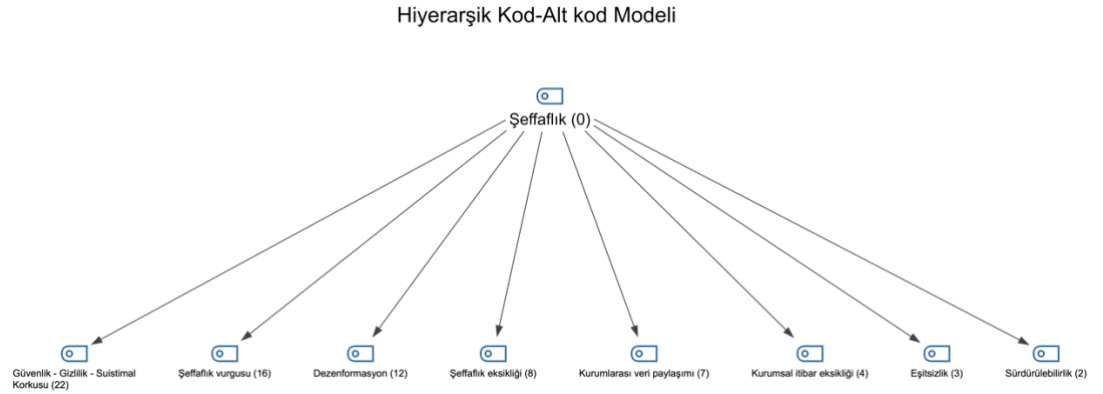 Hiyerarşik Kod-Alt kod Modeli
Şeffaflık (0)
Güvenlik - Gizlilik - Suistimal
Korkusu (22)
Şeffaflık vurgusu (16)
Dezenformasyon (12)
Şeffaflık eksikliği (8)
Kurumlarası veri paylaşımı (7)
Kurumsal itibar eksikliği (4)
Eşitsizlik (3)
Sürdürülebilirlik (2)